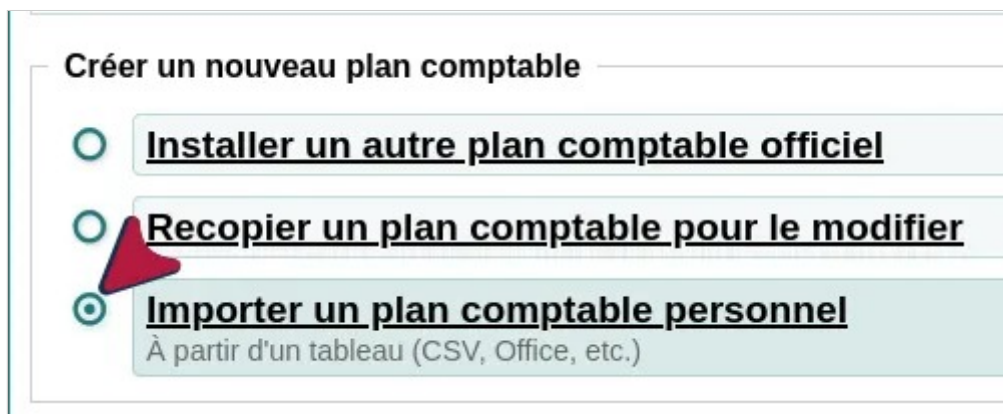 Créer un nouveau plan comptable
Installer un autre plan comptable officiel
Recopier un plan comptable pour le modifier
Importer un plan comptable personnel
À partir d'un tableau (CSV, Office, etc.)